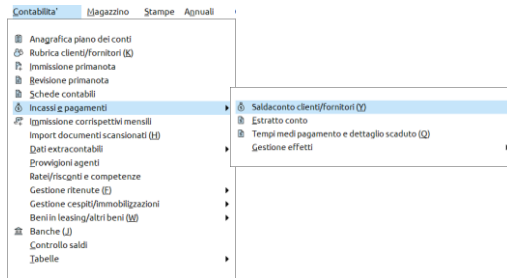 Contabilita' Magazzino Stampe Annuali
Anagrafica piano dei conti
Rubrica clienti/fornitori (K)
Immissione primanota
Revisione primanota
Schede contabili
Incassi e pagamenti
Immissione corrispettivi mensili
Import documenti scansionati (H)
Dati extracontabili
Provvigioni agenti
Ratei/risconti e competenze
Gestione ritenute (F)
Gestione cespiti/immobilizzazioni
Beni in leasing/altri beni (W)
Banche (J)
Controllo saldi
Tabelle
Saldaconto clienti/fornitori (Y)
Estratto conto
Tempi medi pagamento e dettaglio scaduto (Q)
Gestione effetti